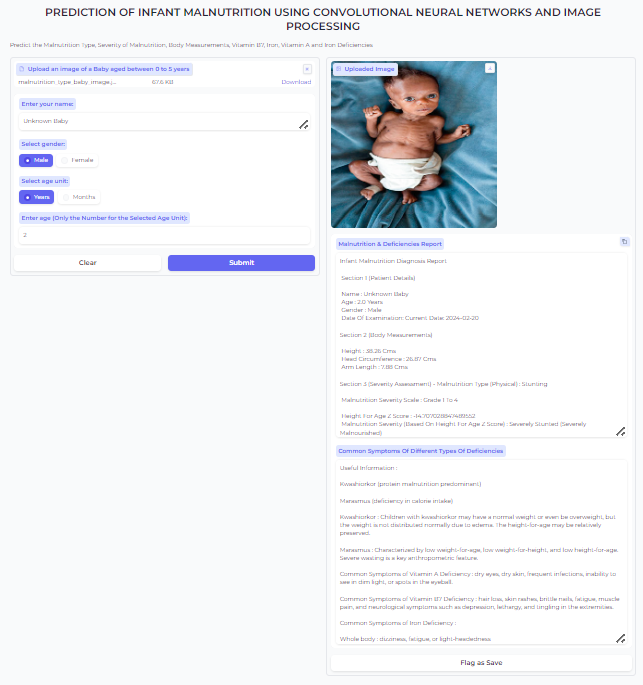 PREDICTION OF INFANT MALNUTRITION USING CONVOLUTIONAL NEURAL NETWORKS AND IMAGE
PROCESSING
Predict the Malnutrition Type, Severity of Malnutrition, Body Measurements, Vitamin B7, Iron, Vitamin A and Iron Deficiencies
Upload an image of a Baby aged between 0 to 5 years
malnutrition_type_baby_image.j...
67.6 KB
Download
Enter your name:
Unknown Baby
Select gender:
Male
Female
Select age unit:
Years
Months
Enter age (Only the Number for the Selected Age Unit):
2
Clear
Submit
Uploaded Image
Malnutrition & Deficiencies Report
Infant Malnutrition Diagnosis Report
Section 1 (Patient Details)
Name : Unknown Baby
Age : 2.0 Years
Gender : Male
Date Of Examination: Current Date: 2024-02-20
Section 2 (Body Measurements)
Height : 38.26 Cms
Head Circumference : 26.87 Cms
Arm Length : 7.88 Cms
Section 3 (Severity Assessment) - Malnutrition Type (Physical) : Stunting
Malnutrition Severity Scale : Grade 1 To 4
Height For Age Z Score : -14.707028847489552
Malnutrition Severity (Based On Height For Age Z Score) : Severely Stunted (Severely
Malnourished)
Common Symptoms Of Different Types Of Deficiencies
Useful Information :
Kwashiorkor (protein malnutrition predominant)
Marasmus (deficiency in calorie intake)
Kwashiorkor : Children with kwashiorkor may have a normal weight or even be overweight, but
the weight is not distributed normally due to edema. The height-for-age may be relatively
preserved.
Marasmus : Characterized by low weight-for-age, low weight-for-height, and low height-for-age.
Severe wasting is a key anthropometric feature.
Common Symptoms of Vitamin A Deficiency : dry eyes, dry skin, frequent infections, inability to
see in dim light, or spots in the eyeball.
Common Symptoms of Vitamin B7 Deficiency : hair loss, skin rashes, brittle nails, fatigue, muscle
pain, and neurological symptoms such as depression, lethargy, and tingling in the extremities.
Common Symptoms of Iron Deficiency :
Whole body : dizziness, fatigue, or light-headedness
Flag as Save